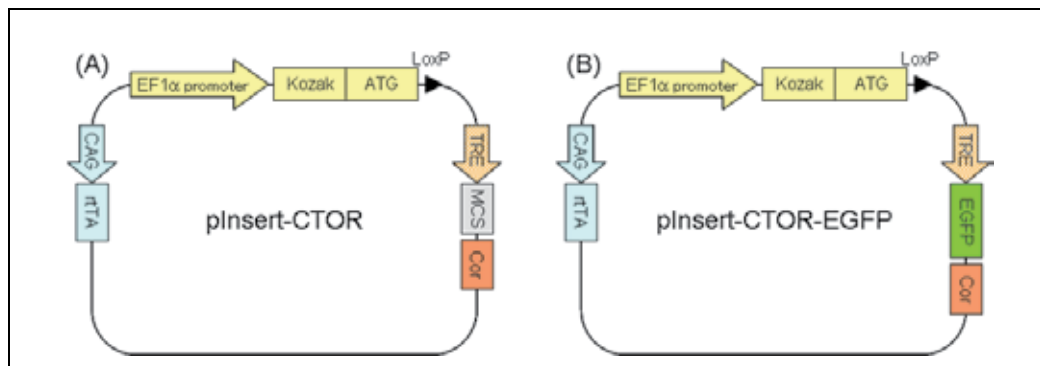 (A)
LoxP
EF1α promoter
Kozak
ATG
CAG
TRE
rtTA
MCS
pInsert-CTOR
Cor
(B)
LoxP
EF1α promoter
Kozak
ATG
CAG
TRE
rtTA
EGFP
pInsert-CTOR-EGFP
Cor